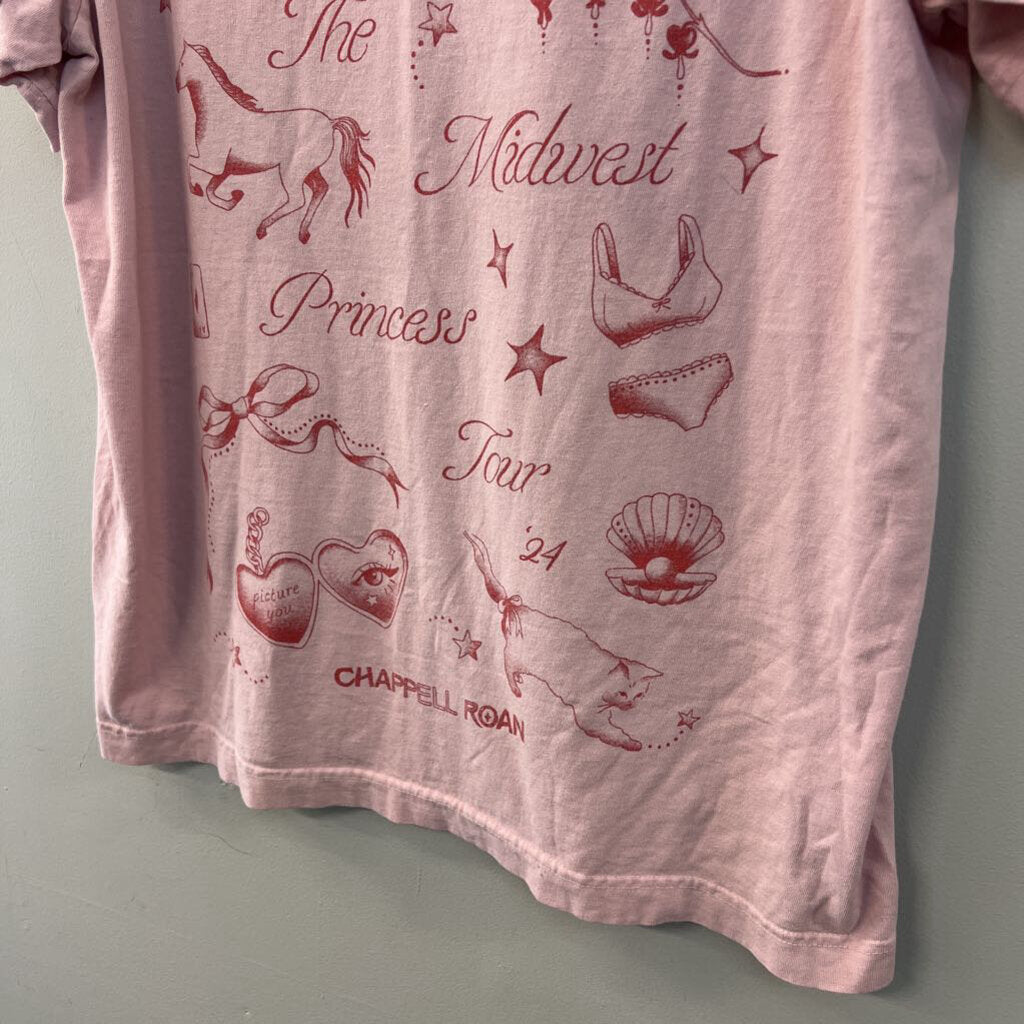 The
Midwest
Princess
Tour
'24
picture
you
CHAPPELL ROAN